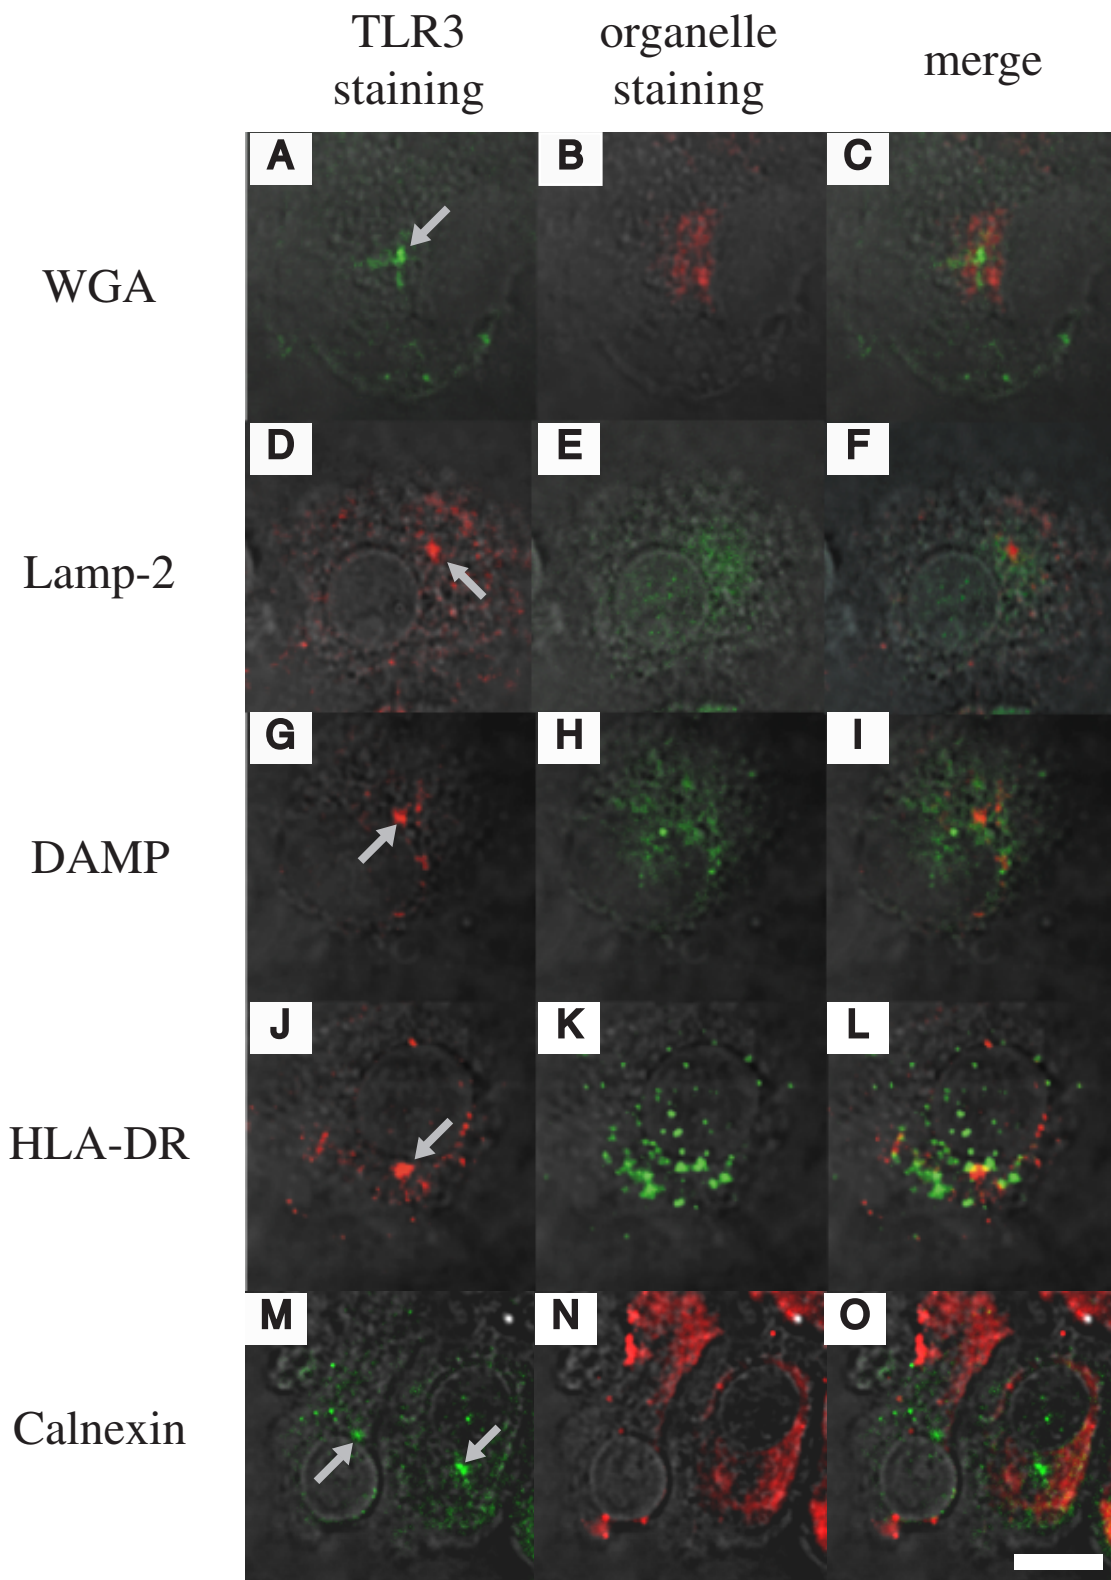 TLR3
staining
organelle
staining
merge
WGA
A
B
C
Lamp-2
D
E
F
DAMP
G
H
I
HLA-DR
J
K
L
Calnexin
M
N
O